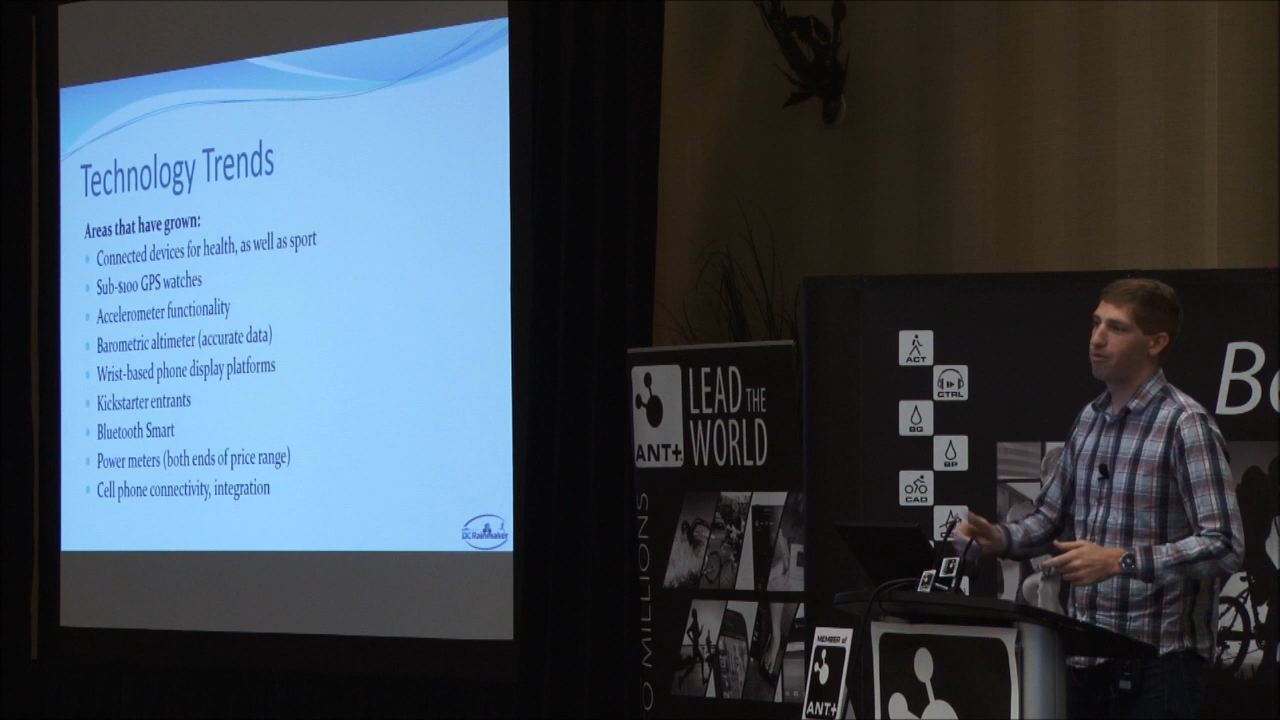 Technology Trends
Areas that have grown:
Connected devices for health, as well as sport
Sub-$100 GPS watches
Accelerometer functionality
Barometric altimeter (accurate data)
Wrist-based phone display platforms
Kickstarter entrants
Bluetooth Smart
Power meters (both ends of price range)
Cell phone connectivity, integration
DC Rainmaker
ANT+
LEAD THE
WORLD
O MILLIONS
ACT
CTRL
BG
BP
CAD
Be
MEMBER of
ANT+